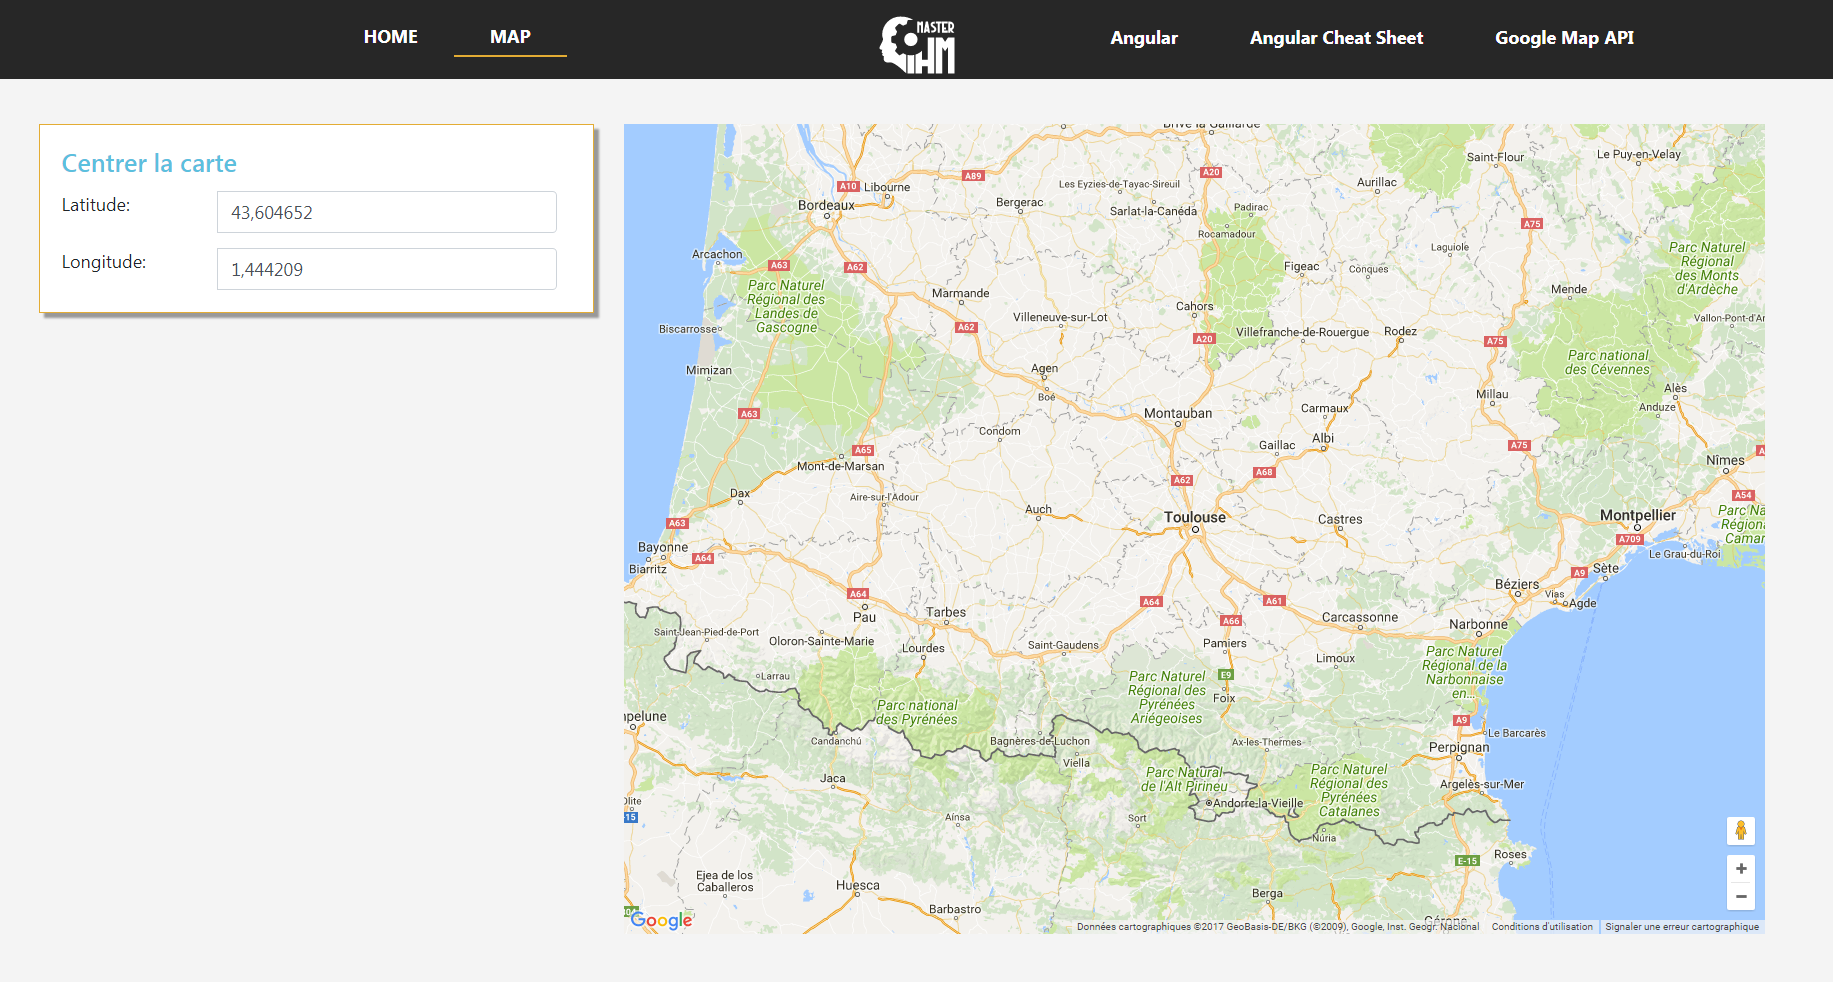 HOME
MAP
MASTER
IHM
Angular
Angular Cheat Sheet
Google Map API
Centrer la carte
Latitude:
43,604652
Longitude:
1,444209
Brive-la-Gaillarde
Saint-Flour
Le Puy-en-Velay
A89
A20
A10
Libourne
Les Eyzies-de-Tayac-Sireuil
Aurillac
Bordeaux
Bergerac
Sarlat-la-Canéda
Padirac
A75
Rocamadour
Laguiole
Parc Naturel
Régional
des Monts
d'Ardèche
Arcachon
A63
A62
Figeac
Conques
Parc Naturel
Régional des
Landes de
Gascogne
Marmande
Mende
Cahors
Villeneuve-sur-Lot
Vallon-Pont-d'Ar
Biscarrosse
A62
Villefranche-de-Rouergue
Rodez
A20
A75
Parc national
des Cévennes
Mimizan
Agen
Alès
Boé
Millau
Anduze
A63
Montauban
Carmaux
Condom
Albi
Gaillac
A75
A65
Nîmes
Mont-de-Marsan
A68
A62
Dax
Aire-sur-l'Adour
A54
Auch
Toulouse
Castres
Montpellier
Parc Na
Régiona
Camar
A63
A709
Bayonne
A64
Le Grau-du-Roi
Biarritz
Sète
A9
Béziers
A64
Vias
Agde
A64
A61
Tarbes
Pau
A66
Carcassonne
Narbonne
Saint-Jean-Pied-de-Port
Oloron-Sainte-Marie
Lourdes
Saint-Gaudens
Pamiers
Limoux
Parc Naturel
Régional de la
Narbonnaise
en...
Larrau
Parc Naturel
Régional des
Pyrénées
Ariégeoises
E9
Foix
Parc national
des Pyrénées
mpelune
A9
Le Barcarès
Candanchú
Bagnères-de-Luchon
Ax-les-Thermes
Perpignan
Viella
Jaca
Parc Natural
de l'Alt Pirineu
Parc Naturel
Régional des
Pyrénées
Catalanes
Argelès-sur-Mer
Olite
Andorre-la-Vieille
-15
Aínsa
Sort
Núria
E-15
Roses
Ejea de los
Caballeros
Huesca
Berga
Barbastro
Gérone
Google
Données cartographiques ©2017 GeoBasis-DE/BKG (©2009), Google, Inst. Geogr. Nacional
Conditions d'utilisation
Signaler une erreur cartographique